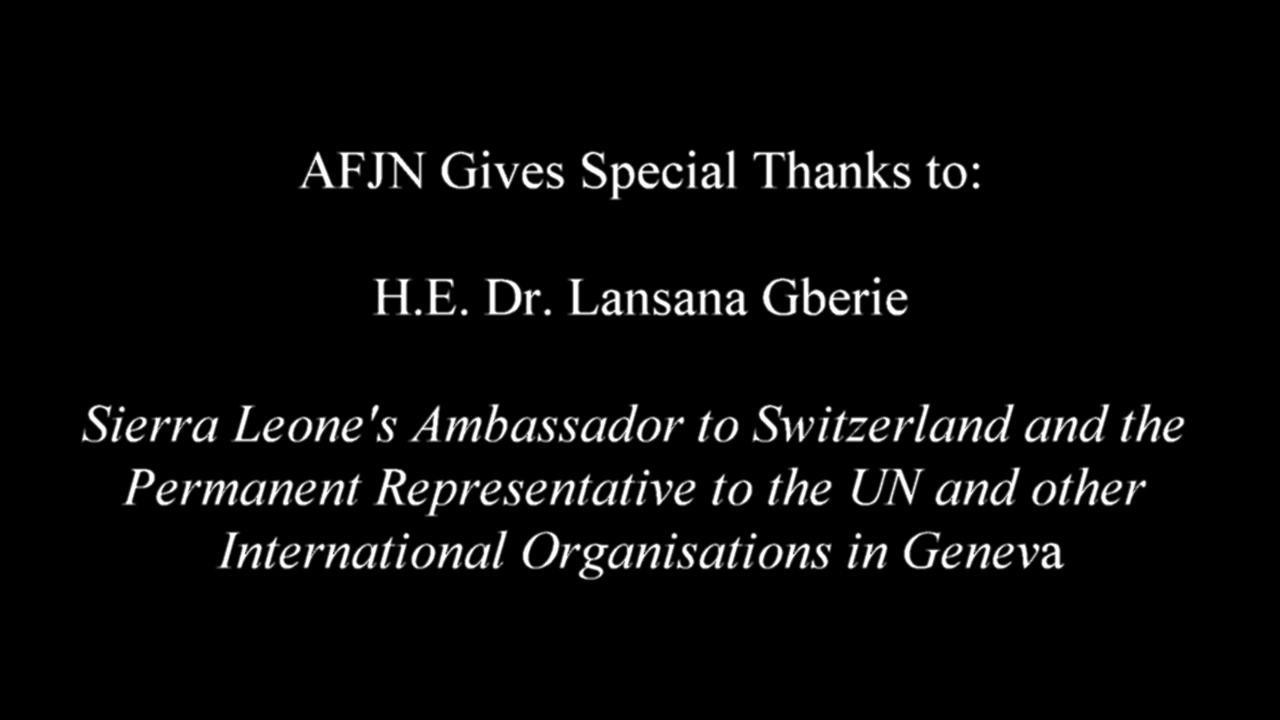 AFJN Gives Special Thanks to:
H.E. Dr. Lansana Gberie
Sierra Leone's Ambassador to Switzerland and the
Permanent Representative to the UN and other
International Organisations in Geneva